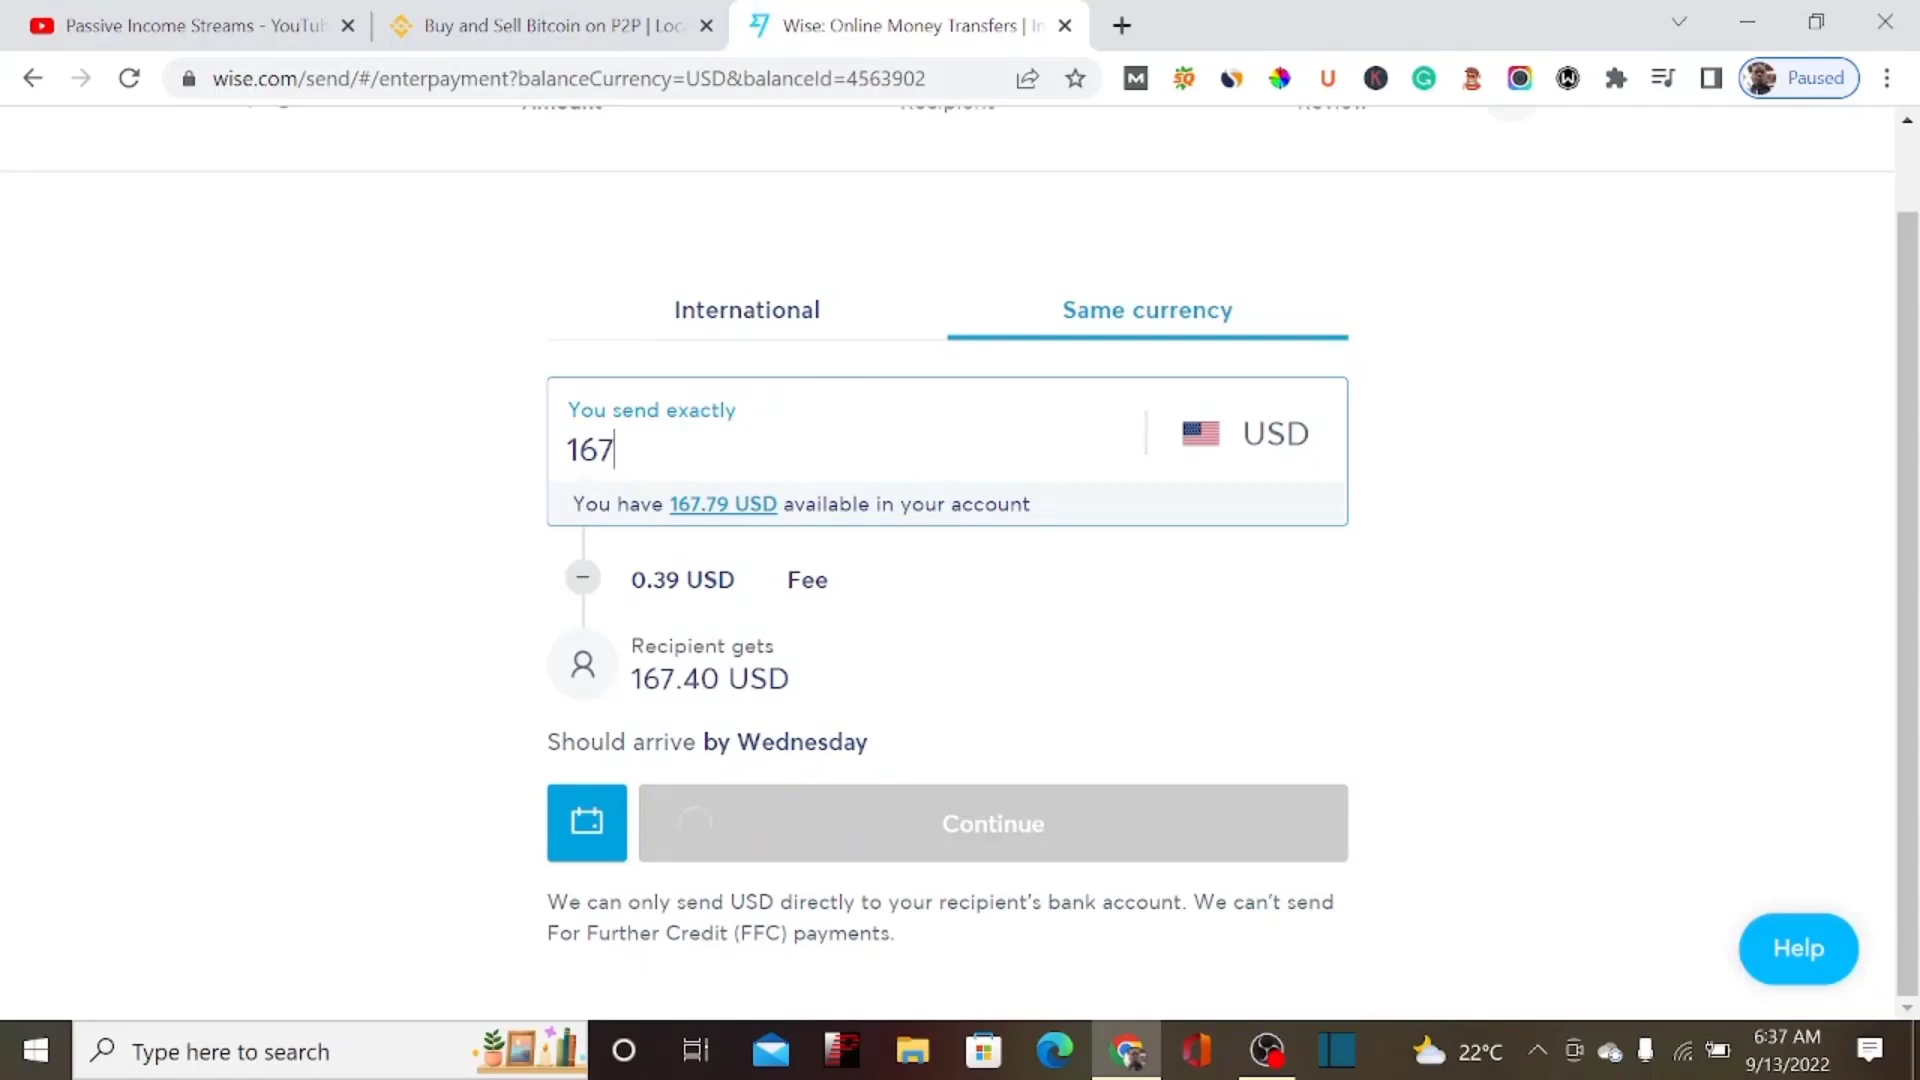 Passive Income Streams - YouTub
Buy and Sell Bitcoin on P2P | Loc
Wise: Online Money Transfers | In
wise.com/send/#/enterpayment?balanceCurrency=USD&balanceId=4563902
Paused
Amount
Recipient
Review
International
Same currency
You send exactly
167
USD
You have 167.79 USD available in your account
0.39 USD Fee
Recipient gets
167.40 USD
Should arrive by Wednesday
Continue
We can only send USD directly to your recipient's bank account. We can't send
For Further Credit (FFC) payments.
Help
Type here to search
22°C
6:37 AM
9/13/2022